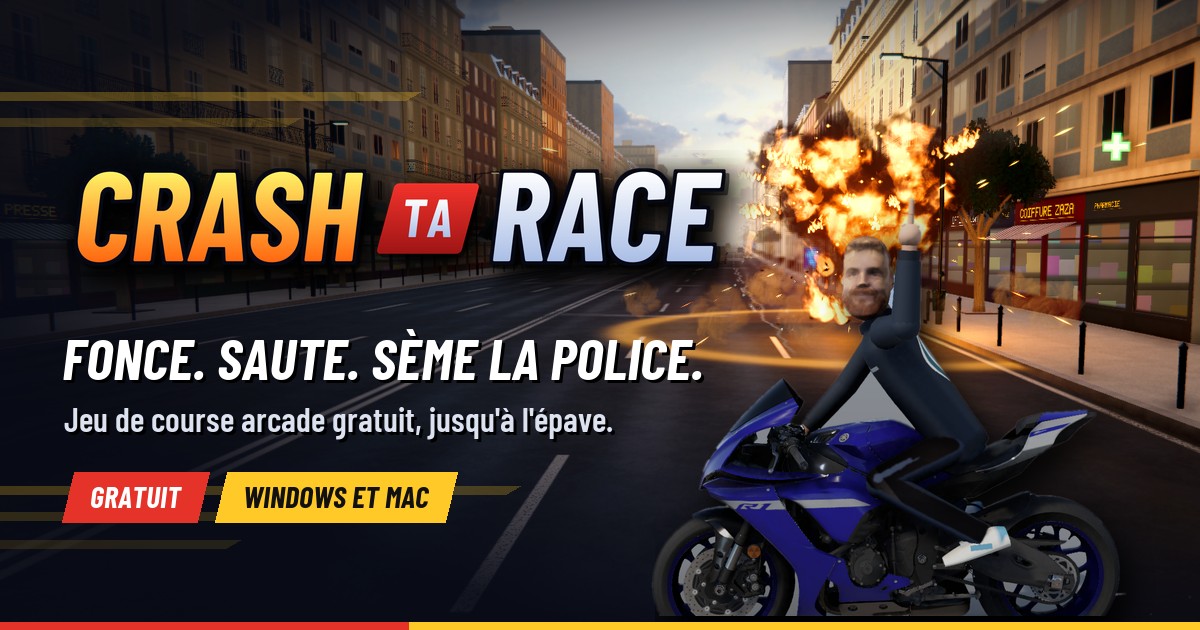 PRESSE
CRASH TA RACE
COIFFURE ZAZA
PHARMACIE
FONCE. SAUTE. SÈME LA POLICE.
Jeu de course arcade gratuit, jusqu'à l'épave.
GRATUIT
WINDOWS ET MAC
R1